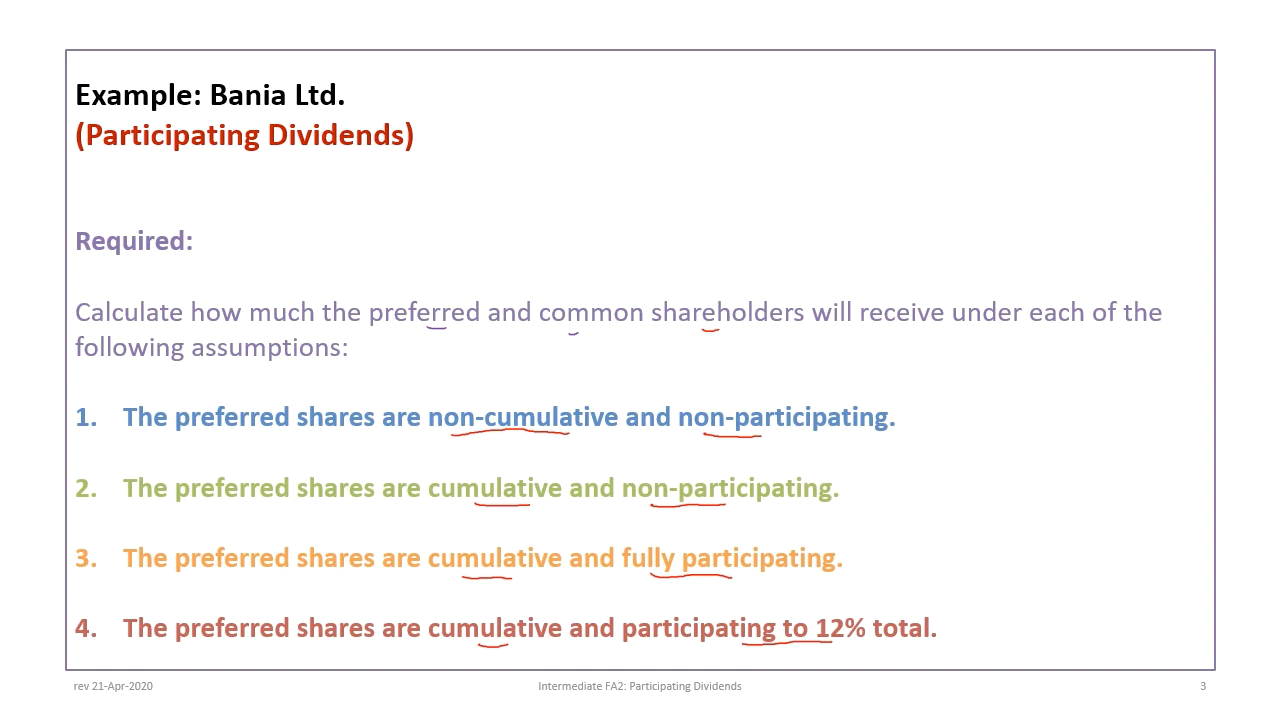 Example: Bania Ltd.
(Participating Dividends)
Required:
Calculate how much the preferred and common shareholders will receive under each of the
following assumptions:
1. The preferred shares are non-cumulative and non-participating.
2. The preferred shares are cumulative and non-participating.
3. The preferred shares are cumulative and fully participating.
4. The preferred shares are cumulative and participating to 12% total.
rev 21-Apr-2020 Intermediate FA2: Participating Dividends 3